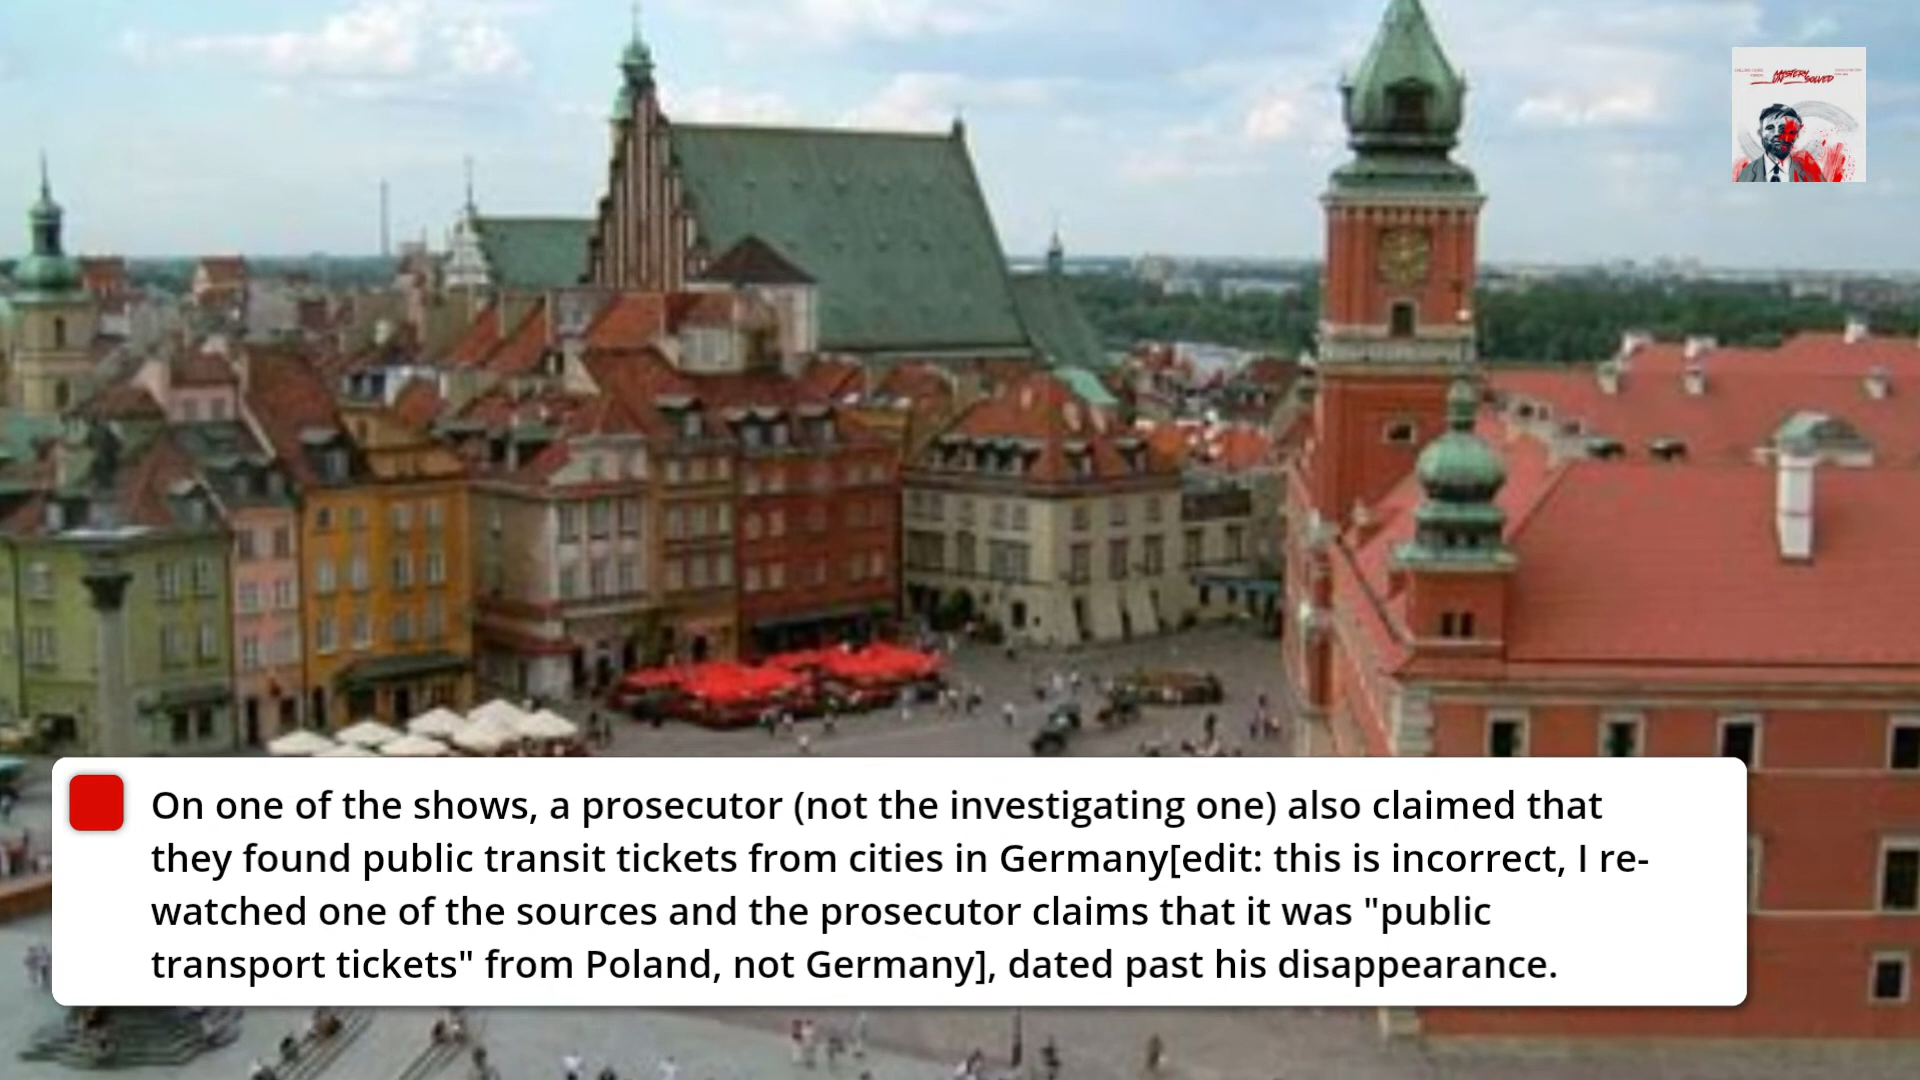 MYSTERY
UNSOLVED
On one of the shows, a prosecutor (not the investigating one) also claimed that
they found public transit tickets from cities in Germany[edit: this is incorrect, I re-
watched one of the sources and the prosecutor claims that it was "public
transport tickets" from Poland, not Germany], dated past his disappearance.